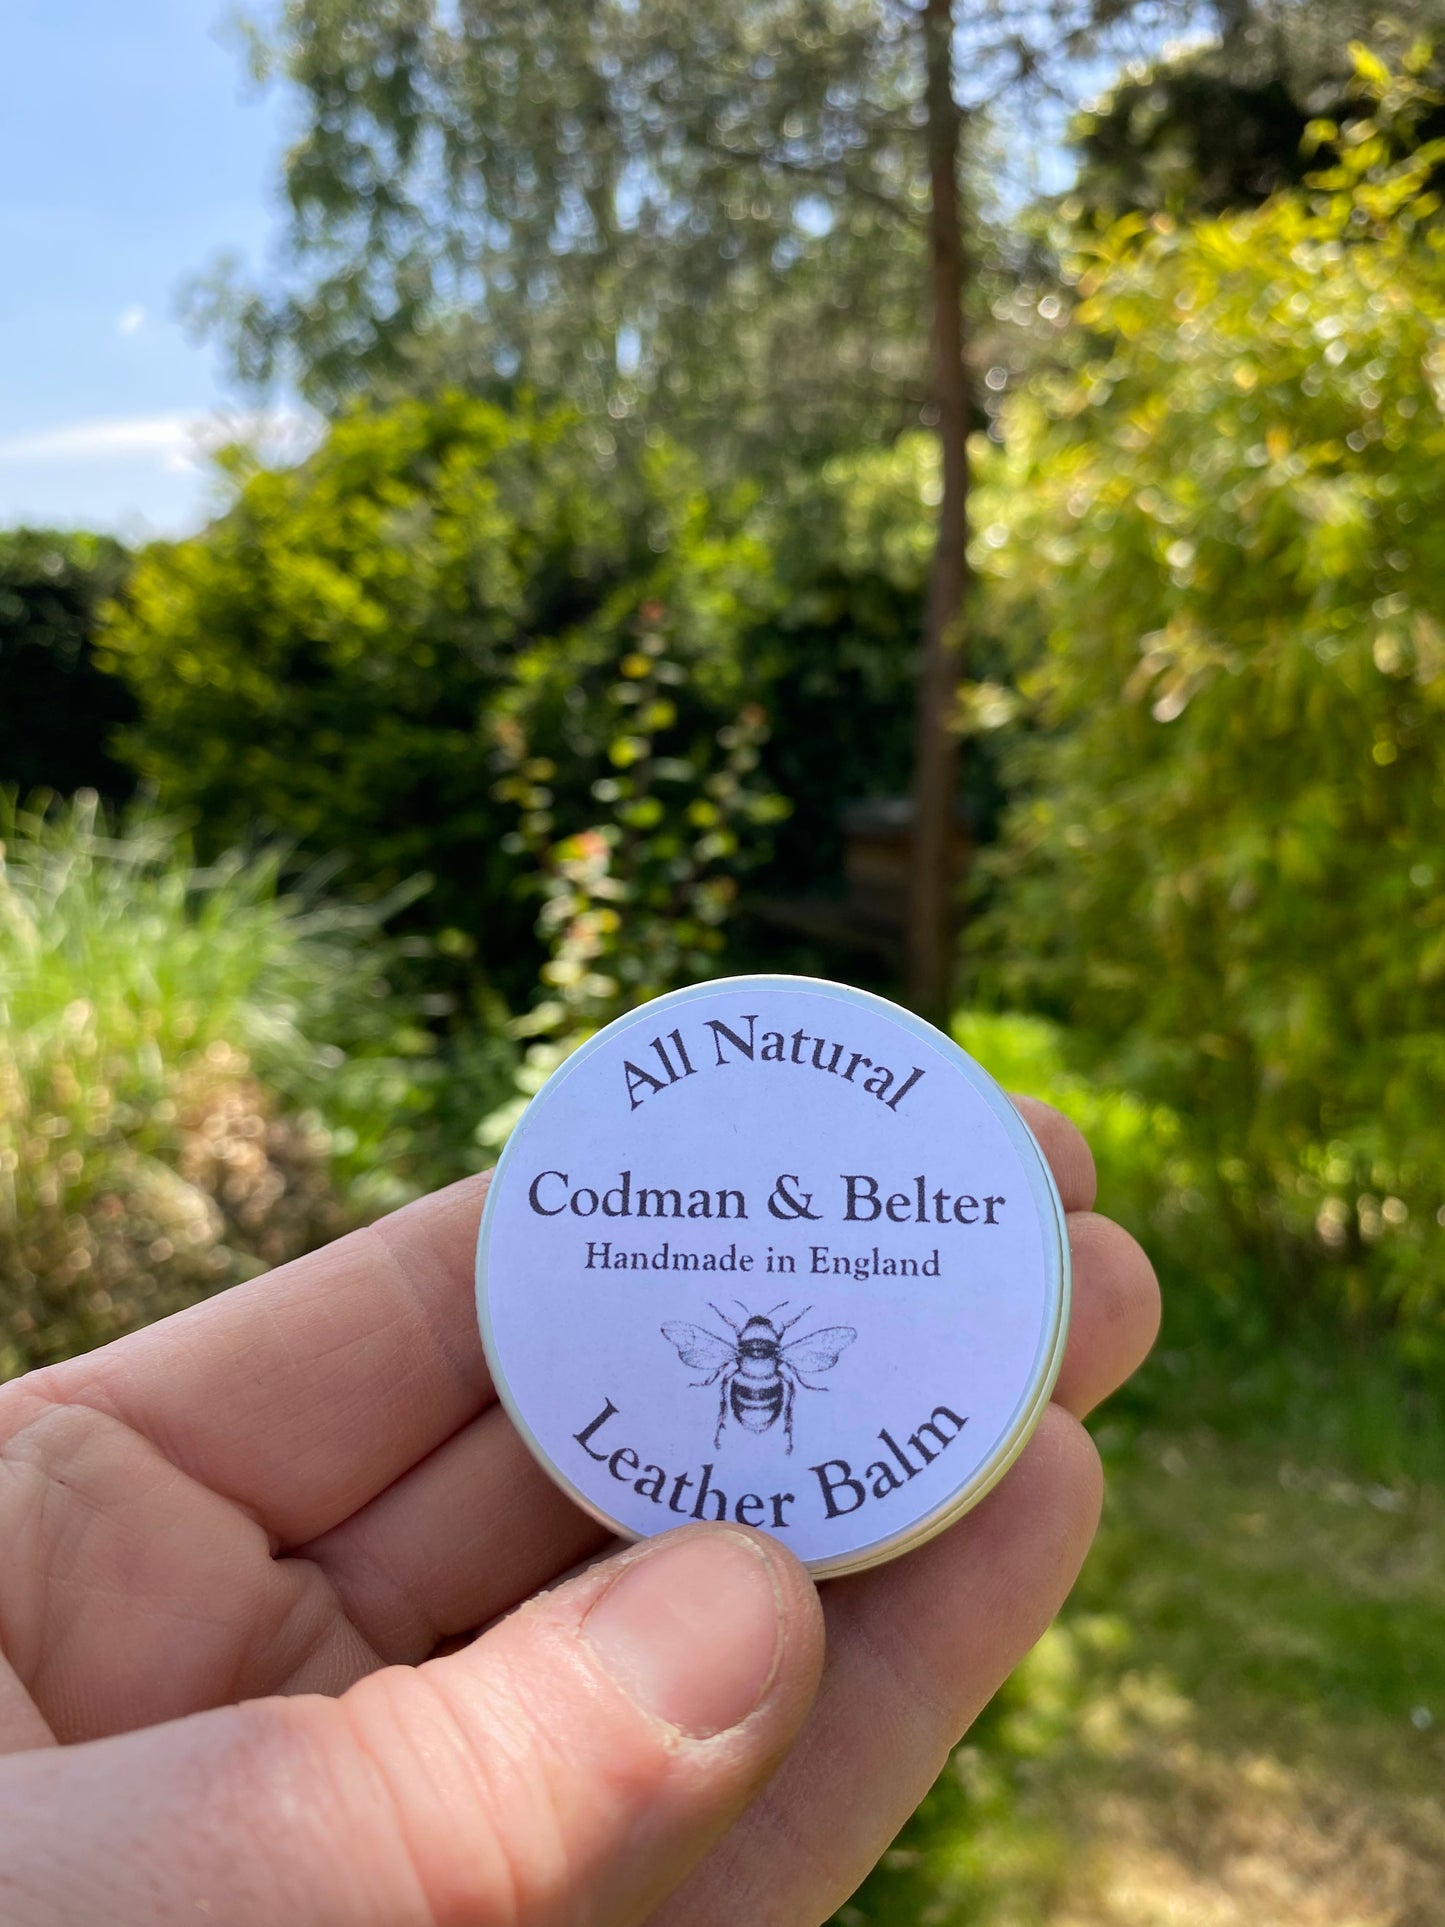 All Natural
Codman & Belter
Handmade in England
Leather Balm